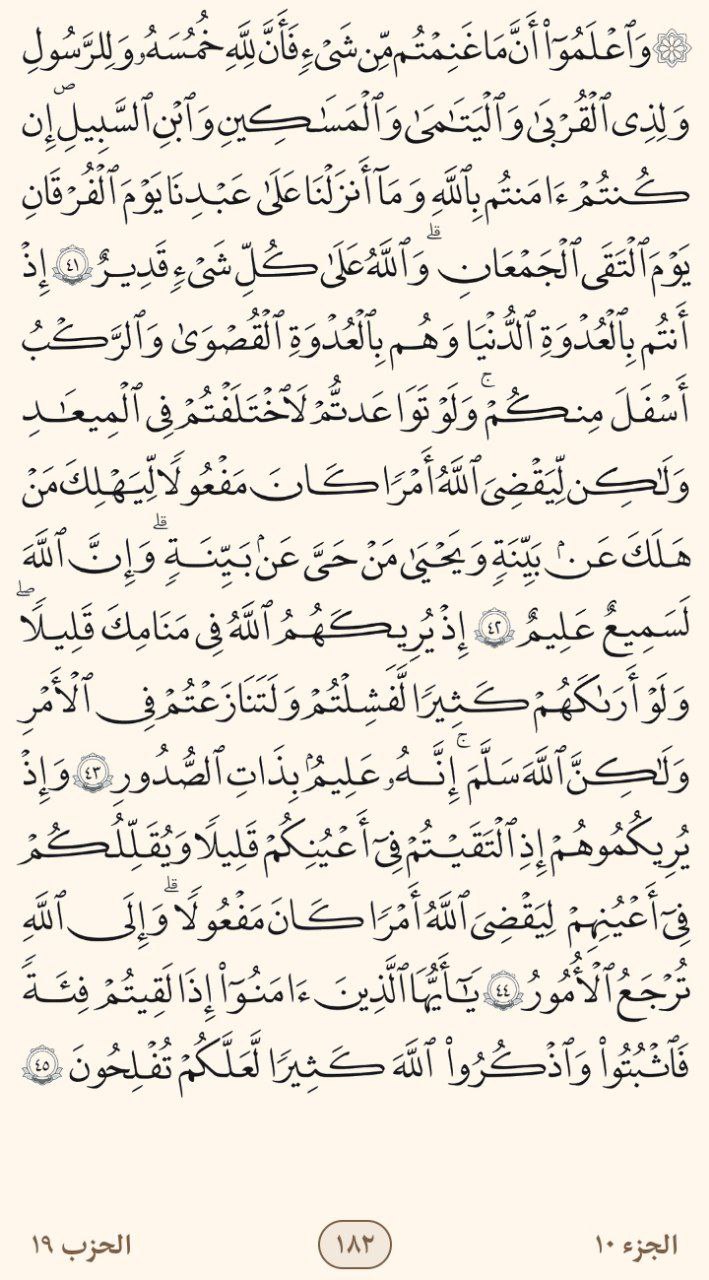 ۞ وَٱعْلَمُوٓا۟ أَنَّمَا غَنِمْتُم مِّن شَىْءٍ فَأَنَّ لِلَّهِ خُمُسَهُۥ وَلِلرَّسُولِ
وَلِذِى ٱلْقُرْبَىٰ وَٱلْيَتَـٰمَىٰ وَٱلْمَسَـٰكِينِ وَٱبْنِ ٱلسَّبِيلِ إِن
كُنتُمْ ءَامَنتُم بِٱللَّهِ وَمَآ أَنزَلْنَا عَلَىٰ عَبْدِنَا يَوْمَ ٱلْفُرْقَانِ
يَوْمَ ٱلْتَقَى ٱلْجَمْعَانِ ۗ وَٱللَّهُ عَلَىٰ كُلِّ شَىْءٍ قَدِيرٌ ٤١ إِذْ
أَنتُم بِٱلْعُدْوَةِ ٱلدُّنْيَا وَهُم بِٱلْعُدْوَةِ ٱلْقُصْوَىٰ وَٱلرَّكْبُ
أَسْفَلَ مِنكُمْ ۚ وَلَوْ تَوَاعَدتُّمْ لَٱخْتَلَفْتُمْ فِى ٱلْمِيعَـٰدِ
وَلَـٰكِن لِّيَقْضِىَ ٱللَّهُ أَمْرًا كَانَ مَفْعُولًا لِّيَهْلِكَ مَنْ
هَلَكَ عَنۢ بَيِّنَةٍ وَيَحْيَىٰ مَنْ حَىَّ عَنۢ بَيِّنَةٍ ۗ وَإِنَّ ٱللَّهَ
لَسَمِيعٌ عَلِيمٌ ٤٢ إِذْ يُرِيكَهُمُ ٱللَّهُ فِى مَنَامِكَ قَلِيلًا ۖ
وَلَوْ أَرَىٰكَهُمْ كَثِيرًا لَّفَشِلْتُمْ وَلَتَنَـٰزَعْتُمْ فِى ٱلْأَمْرِ
وَلَـٰكِنَّ ٱللَّهَ سَلَّمَ ۚ إِنَّهُۥ عَلِيمٌۢ بِذَاتِ ٱلصُّدُورِ ٤٣ وَإِذْ
يُرِيكُمُوهُمْ إِذِ ٱلْتَقَيْتُمْ فِىٓ أَعْيُنِكُمْ قَلِيلًا وَيُقَلِّلُكُمْ
فِىٓ أَعْيُنِهِمْ لِيَقْضِىَ ٱللَّهُ أَمْرًا كَانَ مَفْعُولًا ۗ وَإِلَى ٱللَّهِ
تُرْجَعُ ٱلْأُمُورُ ٤٤ يَـٰٓأَيُّهَا ٱلَّذِينَ ءَامَنُوٓا۟ إِذَا لَقِيتُمْ فِئَةً
فَٱثْبُتُوا۟ وَٱذْكُرُوا۟ ٱللَّهَ كَثِيرًا لَّعَلَّكُمْ تُفْلِحُونَ ٤٥
الجزء ١٠ ١٨٢ الحزب ١٩